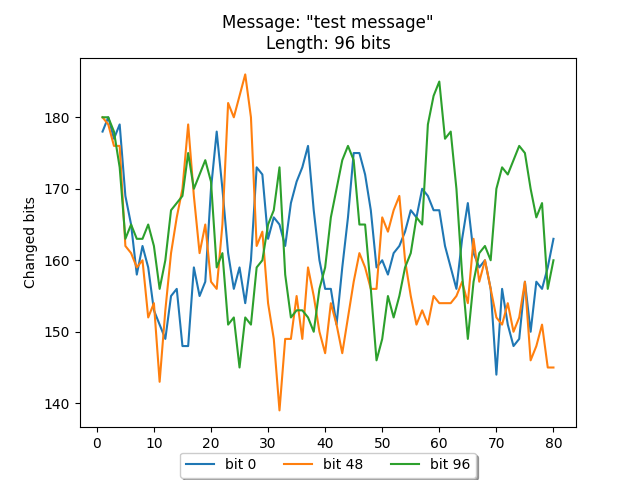 Message: "test message"
Length: 96 bits
Changed bits
180
170
160
150
140
0 10 20 30 40 50 60 70 80
bit 0 bit 48 bit 96